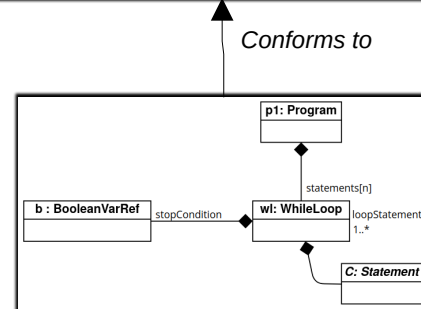 Conforms to
p1: Program
statements[n]
b : BooleanVarRef
stopCondition
wl: WhileLoop
loopStatement
1..*
C: Statement